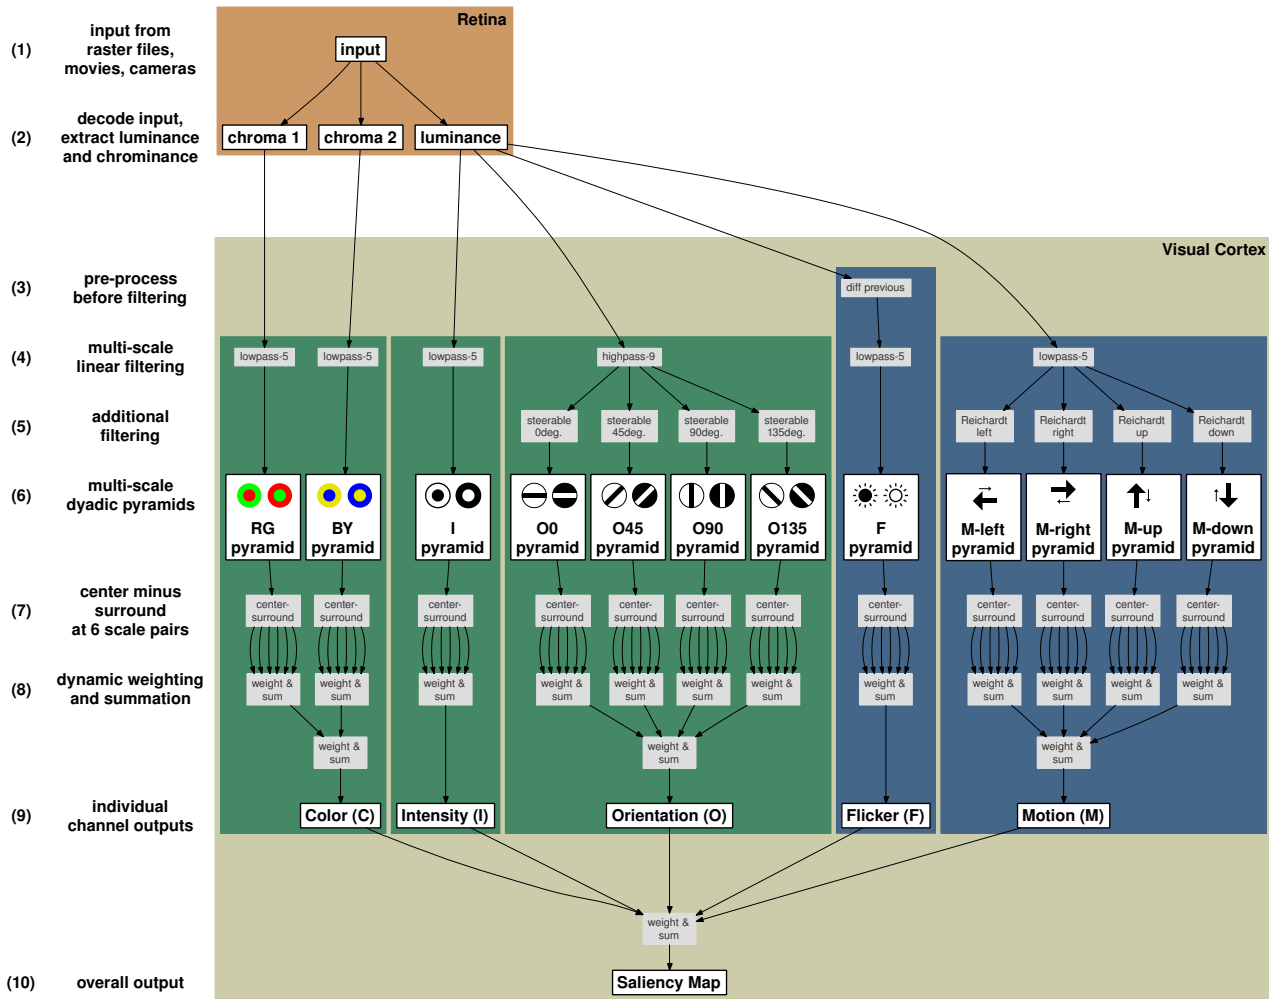 Retina
(1)
input from
raster files,
movies, cameras
input
(2)
decode input,
extract luminance
and chrominance
chroma 1
chroma 2
luminance
Visual Cortex
(3)
pre-process
before filtering
diff previous
(4)
multi-scale
linear filtering
lowpass-5
lowpass-5
lowpass-5
highpass-9
lowpass-5
lowpass-5
(5)
additional
filtering
steerable
0deg.
steerable
45deg.
steerable
90deg.
steerable
135deg.
Reichardt
left
Reichardt
right
Reichardt
up
Reichardt
down
(6)
multi-scale
dyadic pyramids
RG
pyramid
BY
pyramid
I
pyramid
O0
pyramid
O45
pyramid
O90
pyramid
O135
pyramid
F
pyramid
M-left
pyramid
M-right
pyramid
M-up
pyramid
M-down
pyramid
(7)
center minus
surround
at 6 scale pairs
center-
surround
center-
surround
center-
surround
center-
surround
center-
surround
center-
surround
center-
surround
center-
surround
center-
surround
center-
surround
center-
surround
center-
surround
(8)
dynamic weighting
and summation
weight &
sum
weight &
sum
weight &
sum
weight &
sum
weight &
sum
weight &
sum
weight &
sum
weight &
sum
weight &
sum
weight &
sum
weight &
sum
weight &
sum
weight &
sum
weight &
sum
weight &
sum
(9)
individual
channel outputs
Color (C)
Intensity (I)
Orientation (O)
Flicker (F)
Motion (M)
weight &
sum
(10)
overall output
Saliency Map